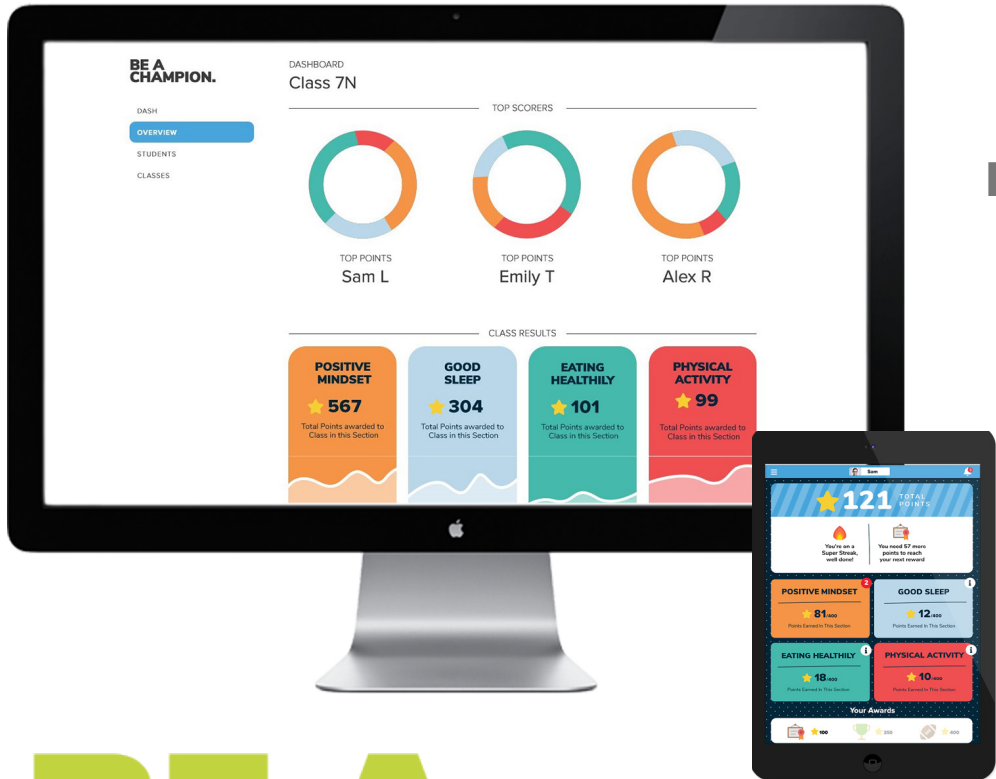 BE A
CHAMPION.
DASH
OVERVIEW
STUDENTS
CLASSES
DASHBOARD
Class 7N
TOP SCORERS
TOP POINTS
Sam L
TOP POINTS
Emily T
TOP POINTS
Alex R
CLASS RESULTS
POSITIVE
MINDSET
567
Total Points awarded to
Class in this Section
GOOD
SLEEP
304
Total Points awarded to
Class in this Section
EATING
HEALTHILY
101
Total Points awarded to
Class in this Section
PHYSICAL
ACTIVITY
99
Total Points awarded to
Class in this Section
Sam
121 TOTAL
POINTS
You're on a
Super Streak,
well done!
You need 57 more
points to reach
your next reward
POSITIVE MINDSET
2
81/400
Points Earned In This Section
GOOD SLEEP
i
12/400
Points Earned In This Section
EATING HEALTHILY
i
18/400
Points Earned In This Section
PHYSICAL ACTIVITY
i
10/400
Points Earned In This Section
Your Awards
100
250
400
BE A